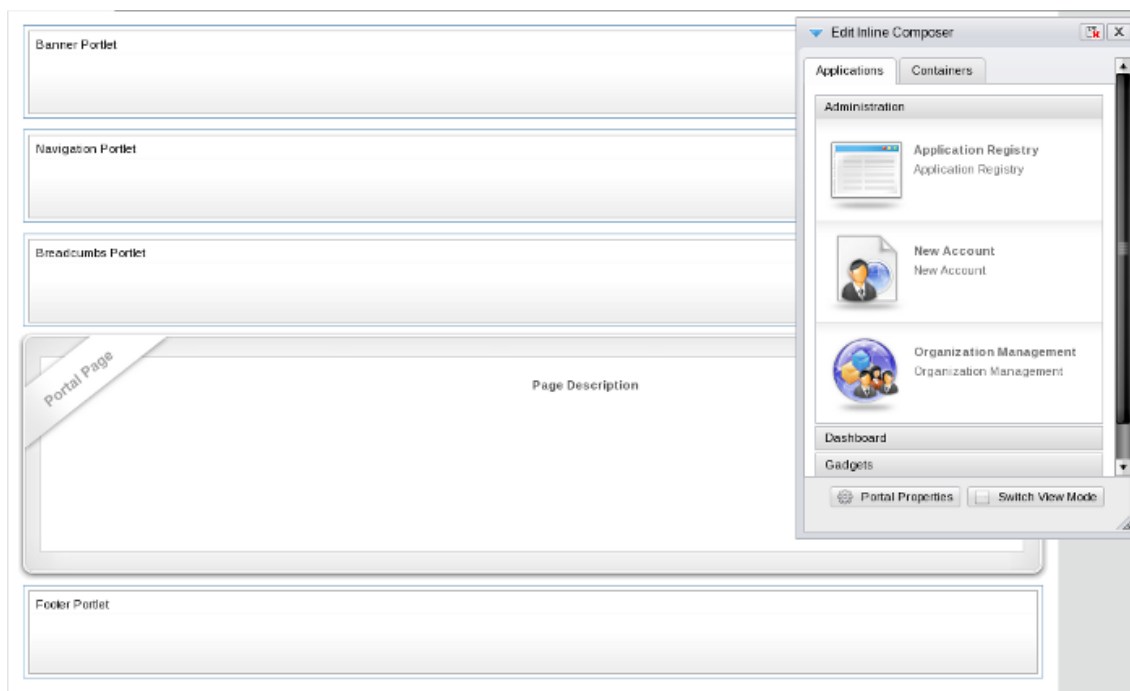 Banner Portlet
Navigation Portlet
Breadcumbs Portlet
Portal Page
Page Description
Footer Portlet
Edit Inline Composer
Applications
Containers
Administration
Application Registry
Application Registry
New Account
New Account
Organization Management
Organization Management
Dashboard
Gadgets
Portal Properties
Switch View Mode